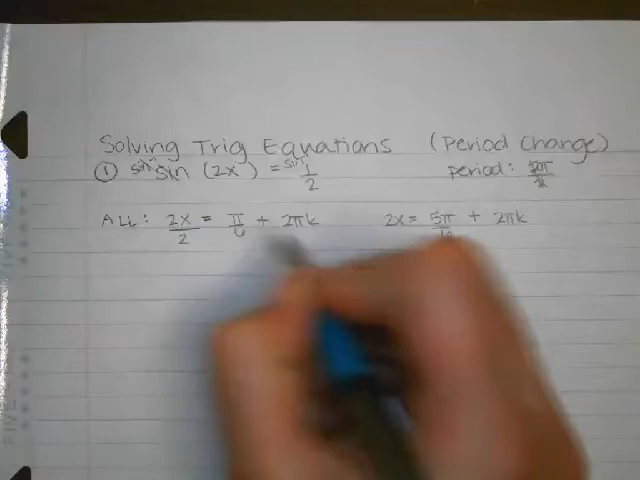 Solving Trig Equations (Period Change)
① sin⁻¹ sin (2x) = sin⁻¹ 1/2 period: 2π/2
ALL: 2x/2 = π/6 + 2πk 2x = 5π/6 + 2πk
FIVE